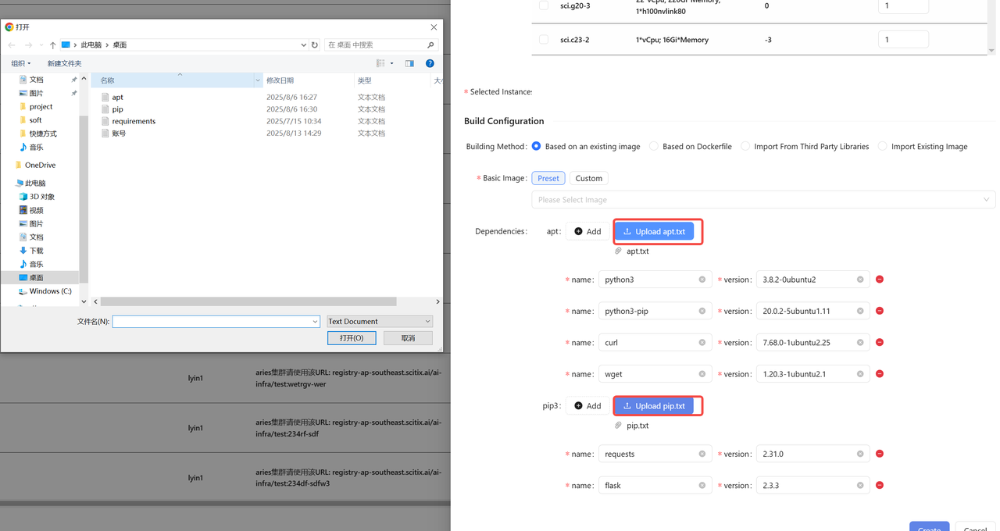 打开
此电脑 › 桌面
在 桌面 中搜索
组织
新建文件夹
文档
图片
project
soft
快捷方式
音乐
OneDrive
此电脑
3D 对象
视频
图片
文档
下载
音乐
桌面
Windows (C:)
名称 修改日期 类型
apt 2025/8/6 16:27 文本文档
pip 2025/8/6 16:30 文本文档
requirements 2025/7/15 10:34 文本文档
账号 2025/8/13 14:29 文本文档
文件名(N):
Text Document
打开(O)
取消
lyin1
aries集群请使用该URL: registry-ap-southeast.scitix.ai/ai-
infra/test:wetrgv-wer
lyin1
aries集群请使用该URL: registry-ap-southeast.scitix.ai/ai-
infra/test:234rf-sdf
lyin1
aries集群请使用该URL: registry-ap-southeast.scitix.ai/ai-
infra/test:234df-sdfw3
sci.g20-3
1*h100nvlink80
0
1
sci.c23-2
1*vCpu; 16Gi*Memory
-3
1
* Selected Instance:
Build Configuration
Building Method: Based on an existing image Based on Dockerfile Import From Third Party Libraries Import Existing Image
* Basic Image: Preset Custom
Please Select Image
Dependencies: apt: Add Upload apt.txt
apt.txt
* name: python3 * version: 3.8.2-0ubuntu2
* name: python3-pip * version: 20.0.2-5ubuntu1.11
* name: curl * version: 7.68.0-1ubuntu2.25
* name: wget * version: 1.20.3-1ubuntu2.1
pip3: Add Upload pip.txt
pip.txt
* name: requests * version: 2.31.0
* name: flask * version: 2.3.3
Create Cancel